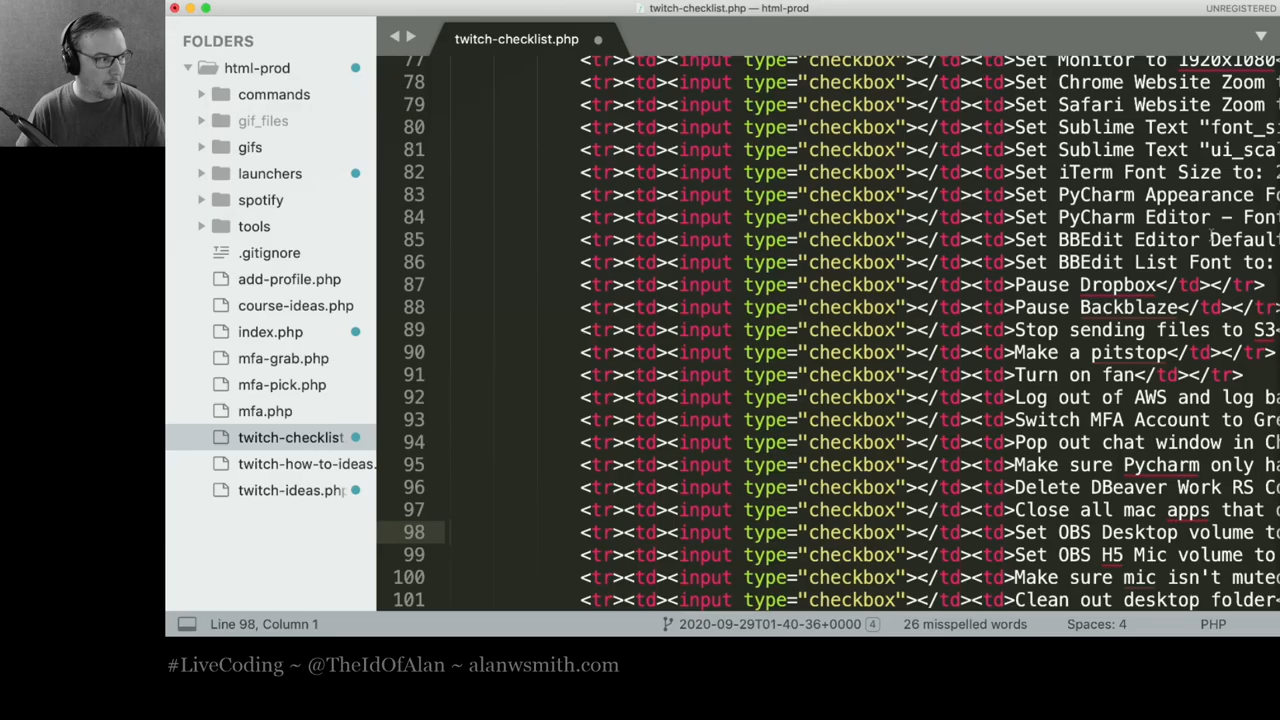 twitch-checklist.php — html-prod
UNREGISTERED
FOLDERS
html-prod
commands
gif_files
gifs
launchers
spotify
tools
.gitignore
add-profile.php
course-ideas.php
index.php
mfa-grab.php
mfa-pick.php
mfa.php
twitch-checklist
twitch-how-to-ideas.
twitch-ideas.php
twitch-checklist.php
77 <tr><td><input type="checkbox"></td><td>Set Monitor to 1920x1080<
78 <tr><td><input type="checkbox"></td><td>Set Chrome Website Zoom
79 <tr><td><input type="checkbox"></td><td>Set Safari Website Zoom
80 <tr><td><input type="checkbox"></td><td>Set Sublime Text "font_s
81 <tr><td><input type="checkbox"></td><td>Set Sublime Text "ui_sca
82 <tr><td><input type="checkbox"></td><td>Set iTerm Font Size to:
83 <tr><td><input type="checkbox"></td><td>Set PyCharm Appearance Fo
84 <tr><td><input type="checkbox"></td><td>Set PyCharm Editor - Font
85 <tr><td><input type="checkbox"></td><td>Set BBEdit Editor Default
86 <tr><td><input type="checkbox"></td><td>Set BBEdit List Font to:
87 <tr><td><input type="checkbox"></td><td>Pause Dropbox</td></tr>
88 <tr><td><input type="checkbox"></td><td>Pause Backblaze</td></tr
89 <tr><td><input type="checkbox"></td><td>Stop sending files to S3
90 <tr><td><input type="checkbox"></td><td>Make a pitstop</td></tr>
91 <tr><td><input type="checkbox"></td><td>Turn on fan</td></tr>
92 <tr><td><input type="checkbox"></td><td>Log out of AWS and log ba
93 <tr><td><input type="checkbox"></td><td>Switch MFA Account to Gre
94 <tr><td><input type="checkbox"></td><td>Pop out chat window in Ch
95 <tr><td><input type="checkbox"></td><td>Make sure Pycharm only ha
96 <tr><td><input type="checkbox"></td><td>Delete DBeaver Work RS Co
97 <tr><td><input type="checkbox"></td><td>Close all mac apps that
98 <tr><td><input type="checkbox"></td><td>Set OBS Desktop volume to
99 <tr><td><input type="checkbox"></td><td>Set OBS H5 Mic volume to
100 <tr><td><input type="checkbox"></td><td>Make sure mic isn't muted
101 <tr><td><input type="checkbox"></td><td>Clean out desktop folder<
Line 98, Column 1
2020-09-29T01-40-36+0000 4
26 misspelled words
Spaces: 4
PHP
#LiveCoding ~ @TheIdOfAlan ~ alanwsmith.com